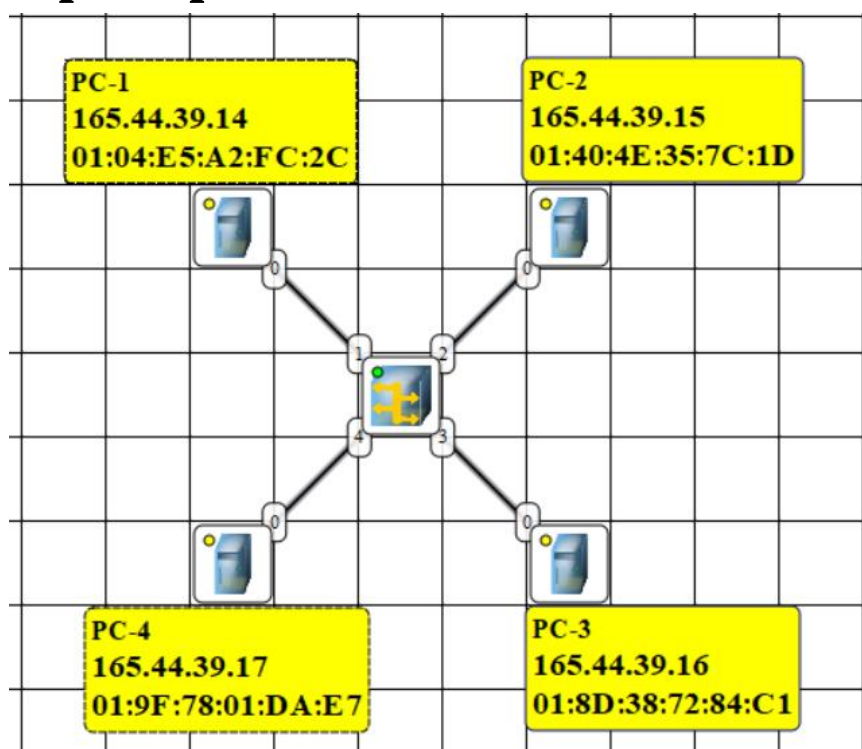 PC-1
165.44.39.14
01:04:E5:A2:FC:2C
PC-2
165.44.39.15
01:40:4E:35:7C:1D
0
0
1
2
4
3
0
0
PC-4
165.44.39.17
01:9F:78:01:DA:E7
PC-3
165.44.39.16
01:8D:38:72:84:C1